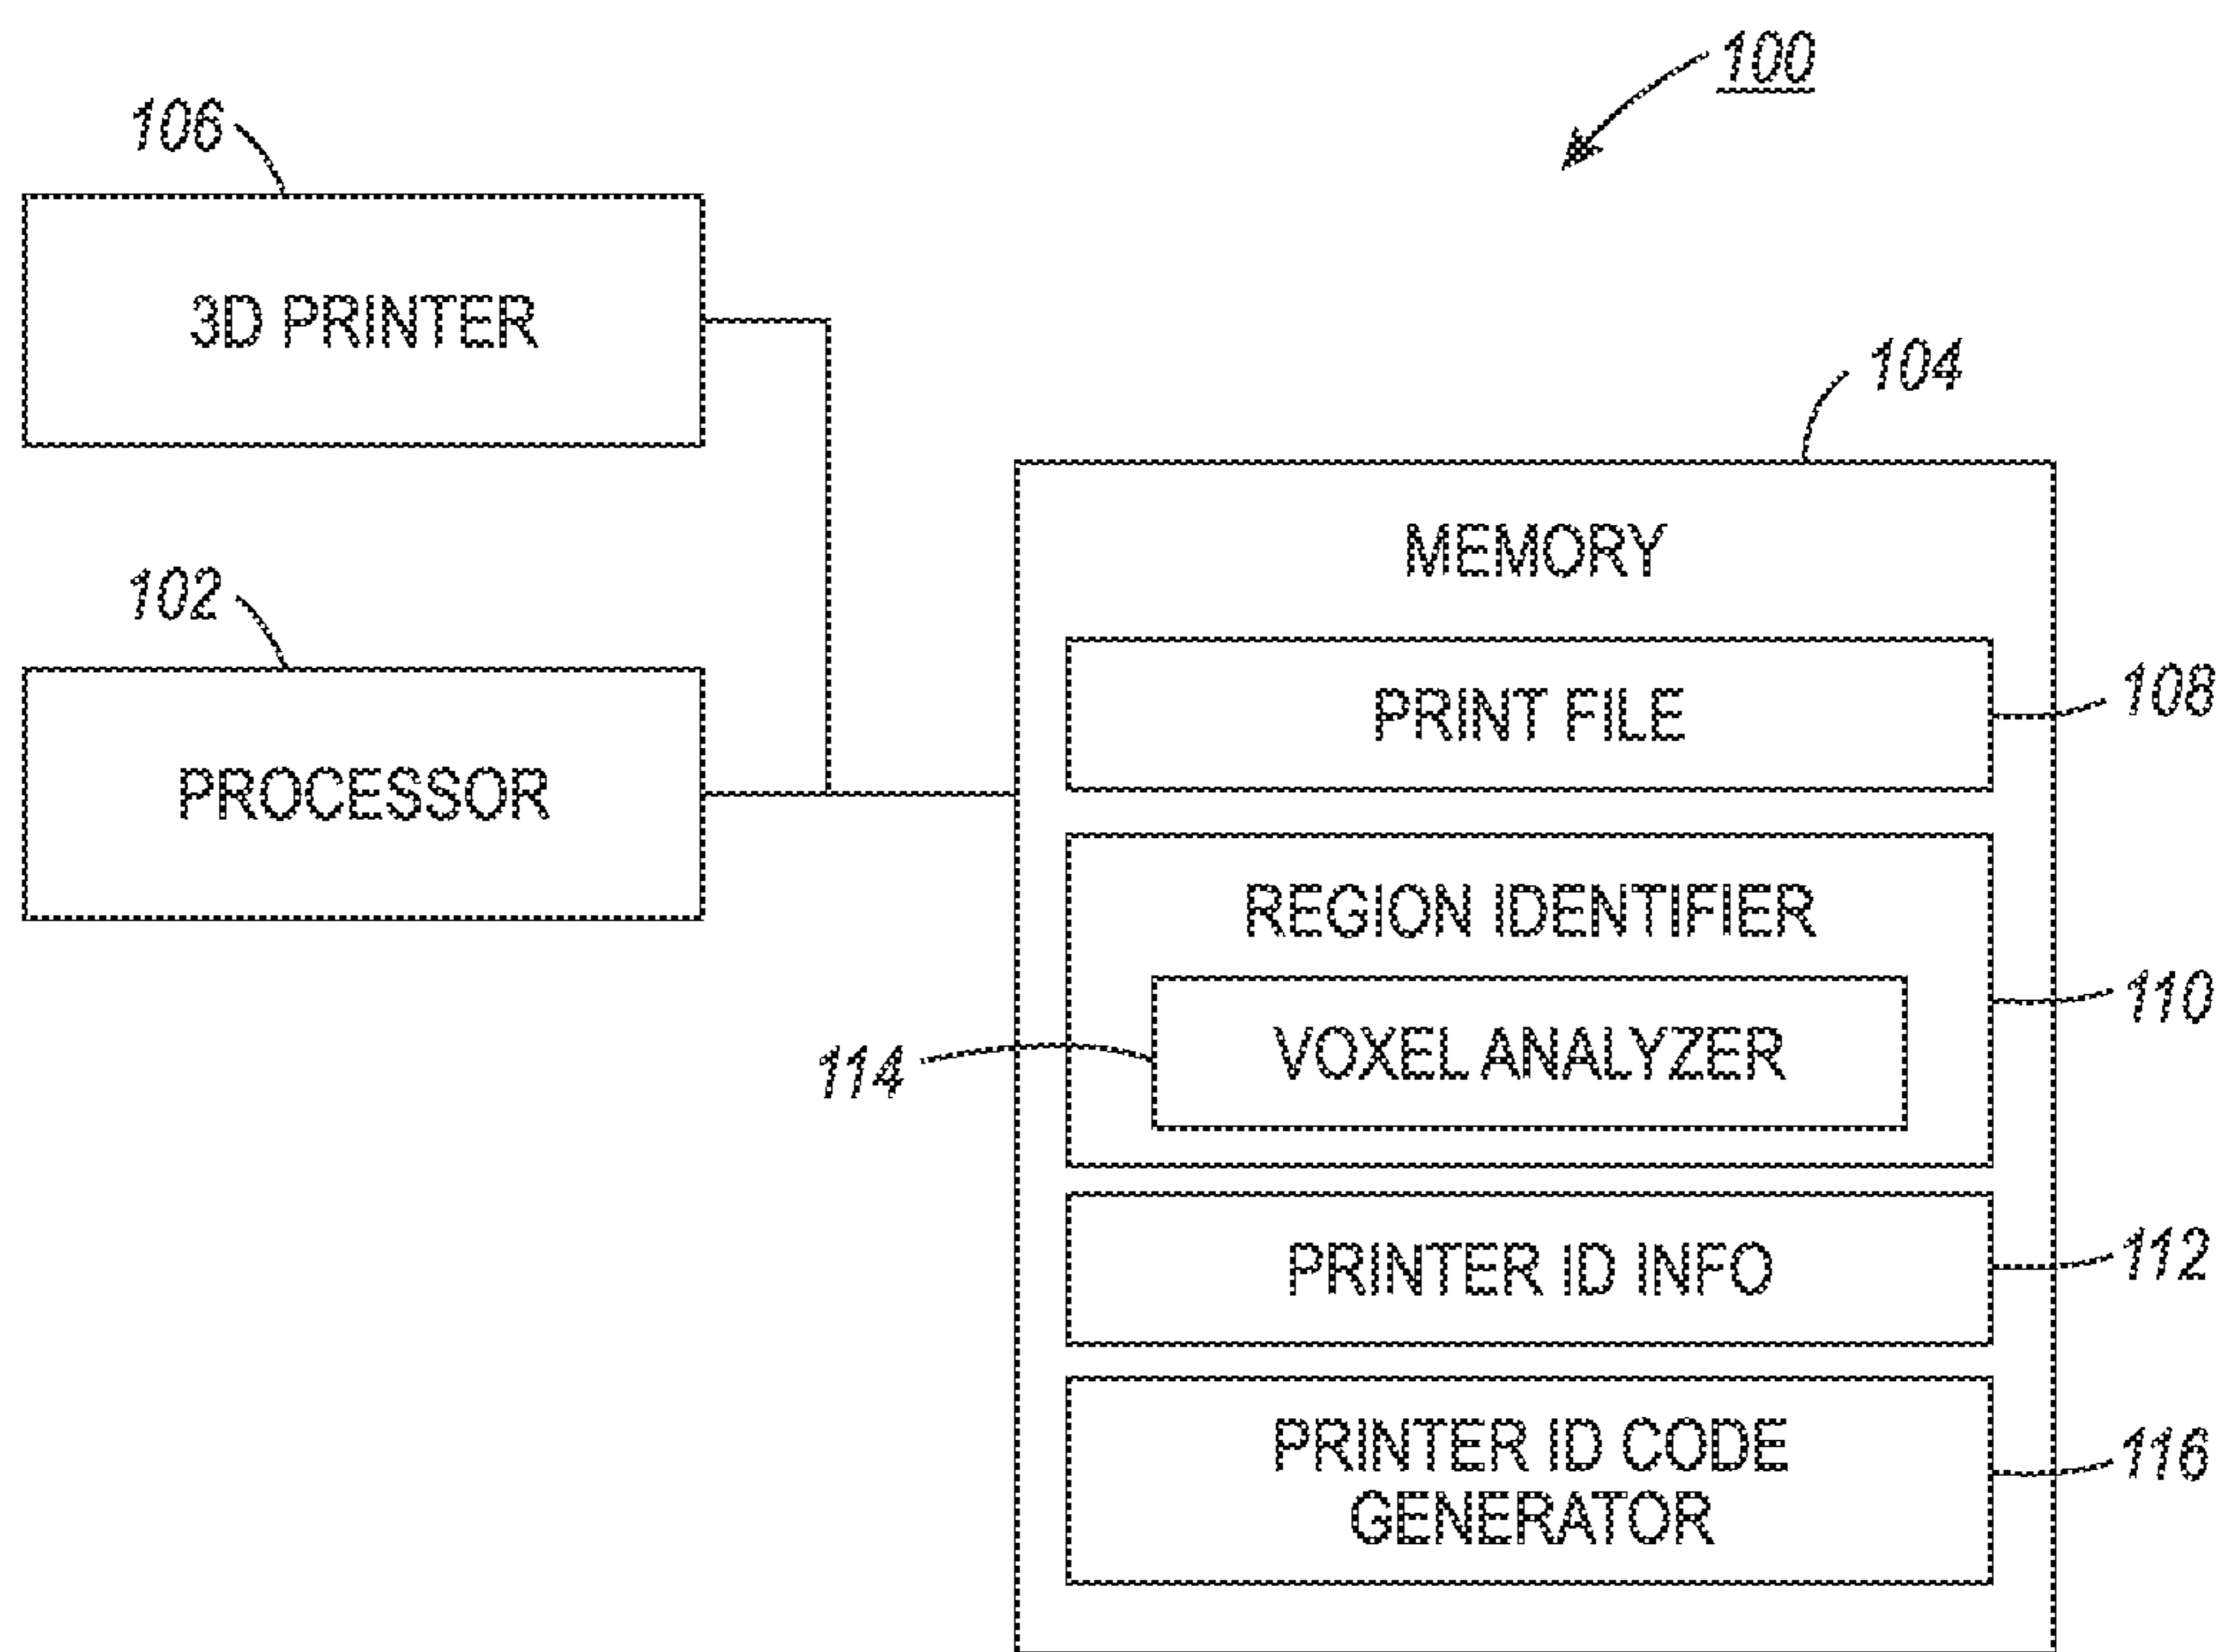 100
106
3D PRINTER
104
MEMORY
102
PRINT FILE
108
PROCESSOR
REGION IDENTIFIER
110
VOXEL ANALYZER
114
PRINTER ID INFO
112
PRINTER ID CODE
GENERATOR
116